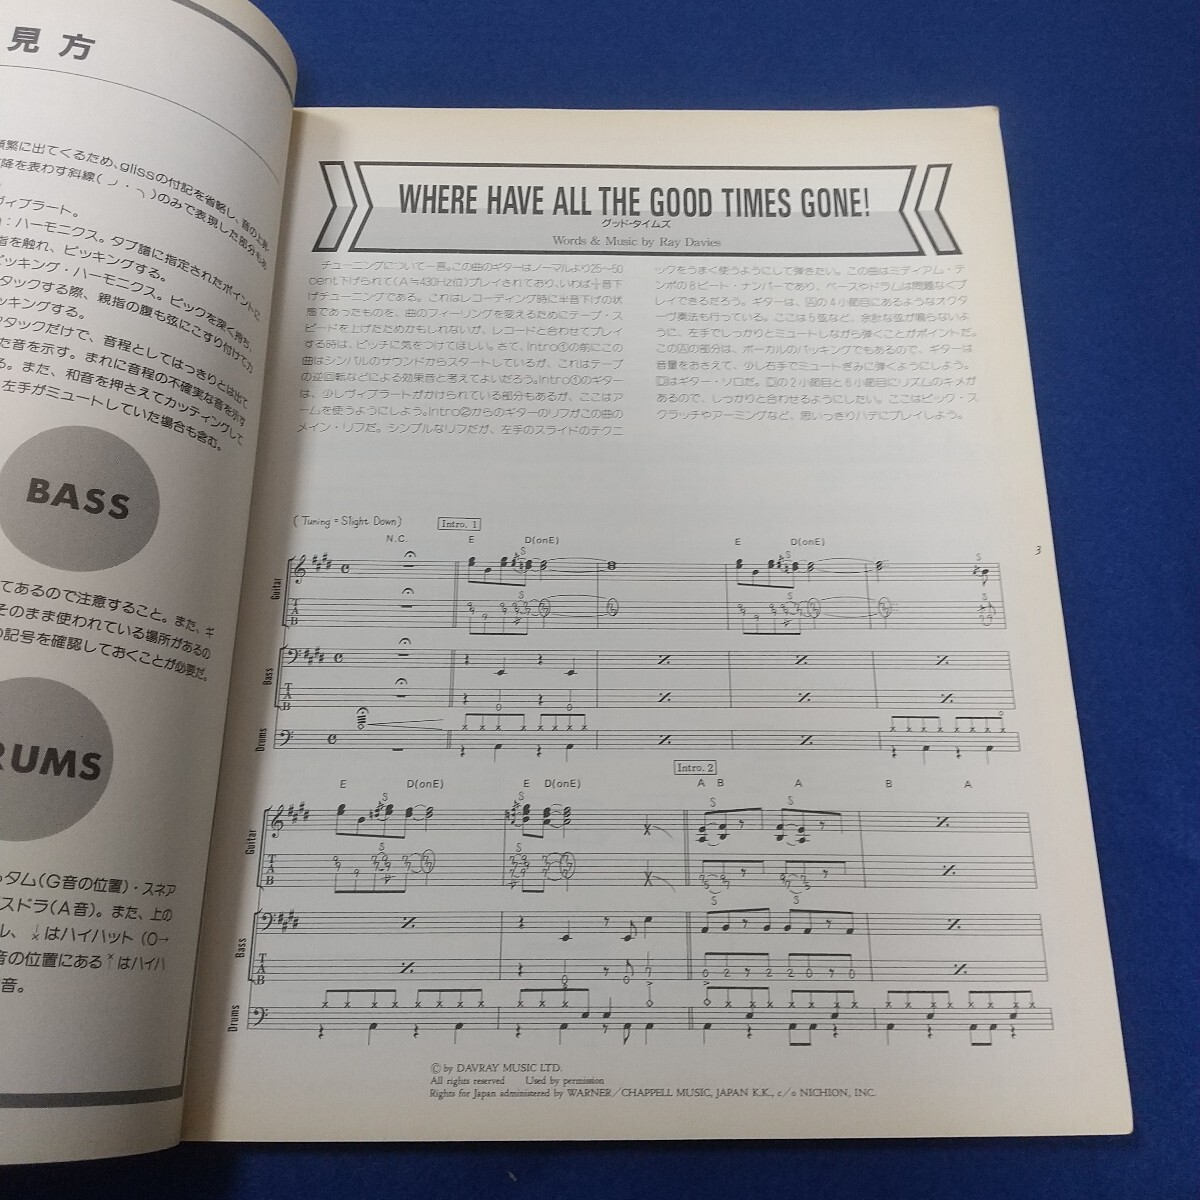 見方
頻繁に出てくるため、glissの付記を省略し、音の上昇、
降を表わす斜線(
)のみで表現した部分もあ
ヴィブラート。
:ハーモニクス。タブ譜に指定されたポイントに
指を触れ、ピッキングする。
ピッキング・ハーモニクス。ピックを深く持ち、
タックする際、親指の腹も弦にこすり付けて
ッキングする。
タックだけで、音程としてははっきりとは出て
た音を示す。まれに音程の不確実な音を示す
る。また、和音を押さえてカッティングして
左手がミュートしていた場合も含む。
BASS
てあるので注意すること。また、ギ
そのまま使われている場所があるの
の記号を確認しておくことが必要だ。
RUMS
タム(G音の位置)・スネア
スドラ(A音)。また、上の
ル、 はハイハット (O→
音の位置にある はハイハ
音。
WHERE HAVE ALL THE GOOD TIMES GONE!
グッド・タイムズ
Words & Music by Ray Davies
チューニングについて一言。この曲のギターはノーマルより25~50
cent下げられて(A≒430Hz位)プレイされており、いわば¼音下
げチューニングである。これはレコーディング時に半音下げの状
態であったものを、曲のフィーリングを変えるためにテープ・ス
ピードを上げたためかもしれないが、レコードと合わせてプレイ
する時は、ピッチに気をつけてほしい。さて、Intro①の前にこの
曲はシンバルのサウンドからスタートしているが、これはテープ
の逆回転などによる効果音と考えてよいだろう。Intro①のギター
は、少しヴィブラートがかけられている部分もあるが、ここはア
ームを使うようにしよう。Intro②からのギターのリフがこの曲の
メイン・リフだ。シンプルなリフだが、左手のスライドのテクニ
ックをうまく使うようにして弾きたい。この曲はミディアム・テ
ンポの8ビート・ナンバーであり、ベースやドラムは問題なくプ
レイできるだろう。ギターは、Aの4小節目にあるようなオクタ
ーヴ奏法も行っている。ここは5弦など、余計な弦が鳴らないよ
うに、左手でしっかりとミュートしながら弾くことがポイントだ。
この の部分は、ボーカルのバッキングでもあるので、ギターは
音量をおさえて、少し右手でミュートぎみに弾くようにしよう。
Dはギター・ソロだ。Dの2小節目と6小節目にリズムのキメが
あるので、しっかりと合わせるようにしたい。ここはピック・ス
クラッチやアーミングなど、思いっきりハデにプレイしよう。
(Tuning = Slight Down)
Intro. 1
N.C. E D(onE) E D(onE)
3
Guitar
TAB
Bass
TAB
Drums
Intro. 2
E D(onE) E D(onE) A B A B A
Guitar
TAB
Bass
TAB
0 2 2 2 0 2
Drums
© by DAVRAY MUSIC LTD.
All rights reserved Used by permission
Rights for Japan administered by WARNER/CHAPPELL MUSIC, JAPAN K.K., c/o NICHION, INC.